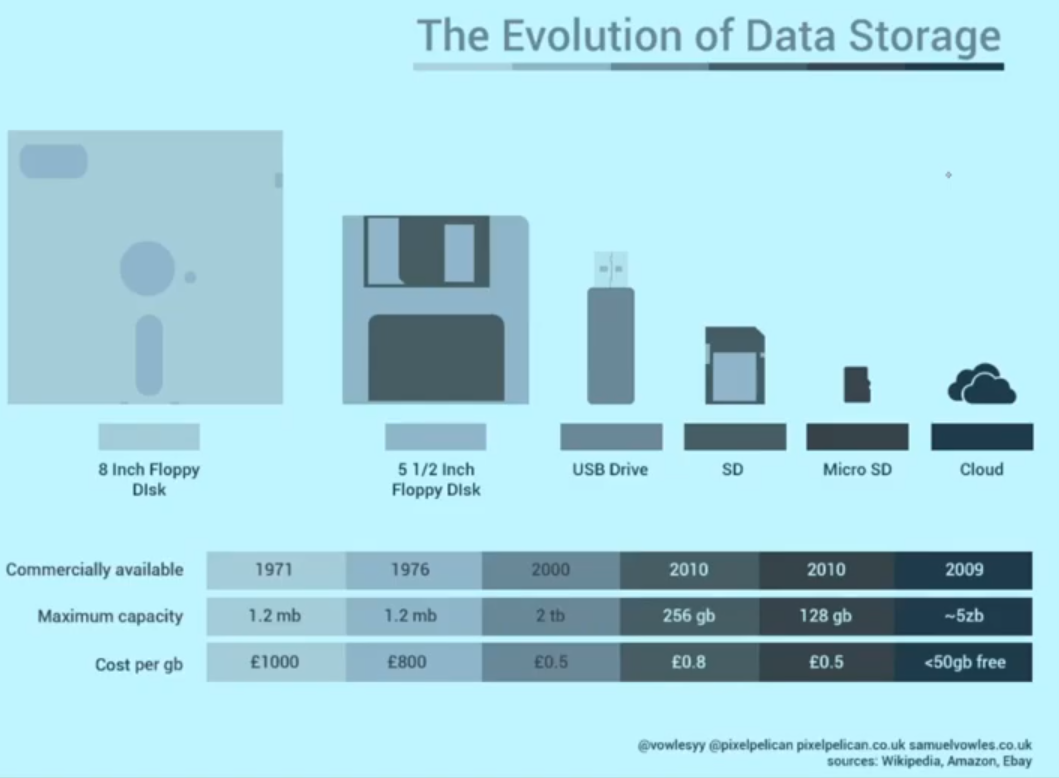 The Evolution of Data Storage
8 Inch Floppy
DIsk
5 1/2 Inch
Floppy DIsk
USB Drive
SD
Micro SD
Cloud
Commercially available 1971 1976 2000 2010 2010 2009
Maximum capacity 1.2 mb 1.2 mb 2 tb 256 gb 128 gb ~5zb
Cost per gb £1000 £800 £0.5 £0.8 £0.5 <50gb free
@vowlesyy @pixelpelican pixelpelican.co.uk samuelvowles.co.uk
sources: Wikipedia, Amazon, Ebay